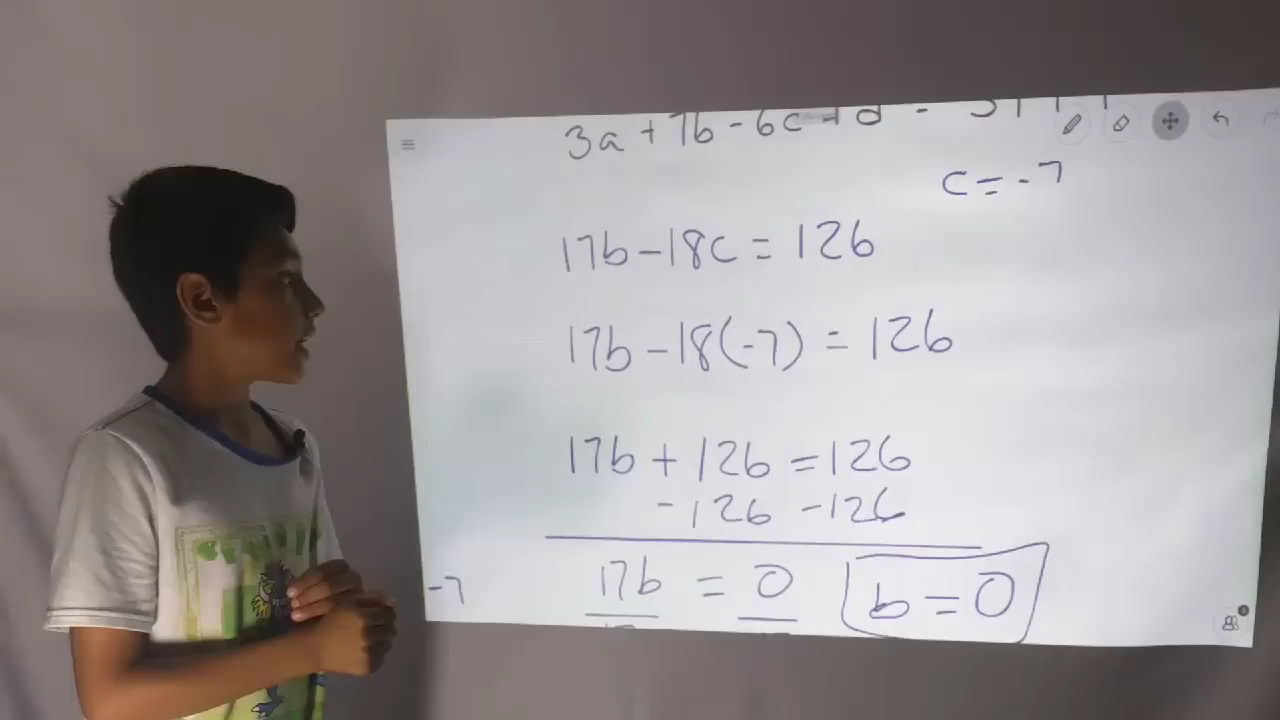 3a + 7b - 6c + d =
c = -7
17b - 18c = 126
17b - 18(-7) = 126
17b + 126 = 126
-126 -126
17b = 0
b = 0
-7